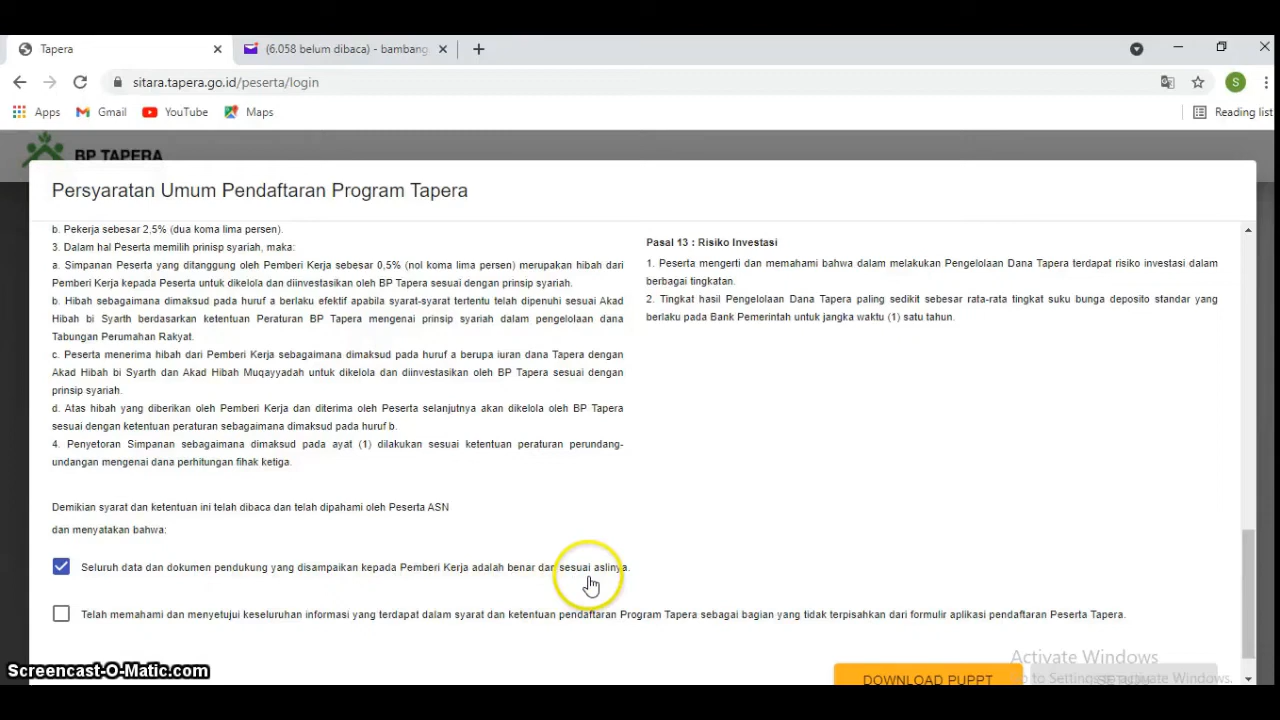 Tapera
(6.058 belum dibaca) - bambang.
sitara.tapera.go.id/peserta/login
S
Apps
Gmail
YouTube
Maps
Reading list
BP TAPERA
Persyaratan Umum Pendaftaran Program Tapera
b. Pekerja sebesar 2,5% (dua koma lima persen).
3. Dalam hal Peserta memilih prinisp syariah, maka:
a. Simpanan Peserta yang ditanggung oleh Pemberi Kerja sebesar 0,5% (nol koma lima persen) merupakan hibah dari
Pemberi Kerja kepada Peserta untuk dikelola dan diinvestasikan oleh BP Tapera sesuai dengan prinsip syariah.
b. Hibah sebagaimana dimaksud pada huruf a berlaku efektif apabila syarat-syarat tertentu telah dipenuhi sesuai Akad
Hibah bi Syarth berdasarkan ketentuan Peraturan BP Tapera mengenai prinsip syariah dalam pengelolaan dana
Tabungan Perumahan Rakyat.
c. Peserta menerima hibah dari Pemberi Kerja sebagaimana dimaksud pada huruf a berupa iuran dana Tapera dengan
Akad Hibah bi Syarth dan Akad Hibah Muqayyadah untuk dikelola dan diinvestasikan oleh BP Tapera sesuai dengan
prinsip syariah.
d. Atas hibah yang diberikan oleh Pemberi Kerja dan diterima oleh Peserta selanjutnya akan dikelola oleh BP Tapera
sesuai dengan ketentuan peraturan sebagaimana dimaksud pada huruf b.
4. Penyetoran Simpanan sebagaimana dimaksud pada ayat (1) dilakukan sesuai ketentuan peraturan perundang-
undangan mengenai dana perhitungan fihak ketiga.
Pasal 13 : Risiko Investasi
1. Peserta mengerti dan memahami bahwa dalam melakukan Pengelolaan Dana Tapera terdapat risiko investasi dalam
berbagai tingkatan.
2. Tingkat hasil Pengelolaan Dana Tapera paling sedikit sebesar rata-rata tingkat suku bunga deposito standar yang
berlaku pada Bank Pemerintah untuk jangka waktu (1) satu tahun.
Demikian syarat dan ketentuan ini telah dibaca dan telah dipahami oleh Peserta ASN
dan menyatakan bahwa:
Seluruh data dan dokumen pendukung yang disampaikan kepada Pemberi Kerja adalah benar dan sesuai aslinya.
Telah memahami dan menyetujui keseluruhan informasi yang terdapat dalam syarat dan ketentuan pendaftaran Program Tapera sebagai bagian yang tidak terpisahkan dari formulir aplikasi pendaftaran Peserta Tapera.
DOWNLOAD PUPPT
Activate Windows
Go to Settings to activate Windows.
Screencast-O-Matic.com